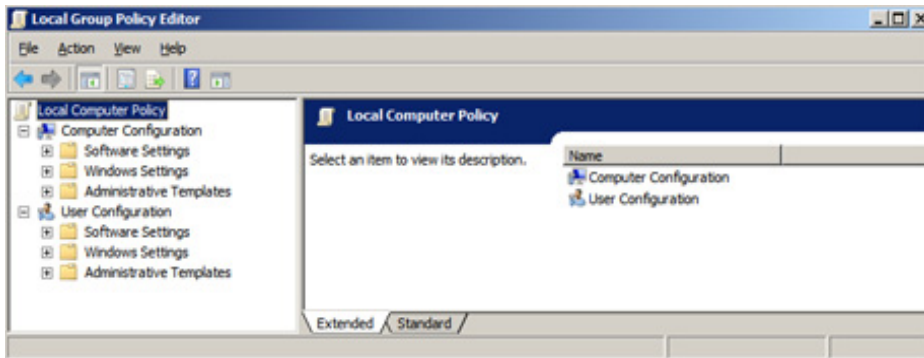 Local Group Policy Editor
File Action View Help
Local Computer Policy
Computer Configuration
Software Settings
Windows Settings
Administrative Templates
User Configuration
Software Settings
Windows Settings
Administrative Templates
Local Computer Policy
Select an item to view its description.
Name
Computer Configuration
User Configuration
Extended Standard